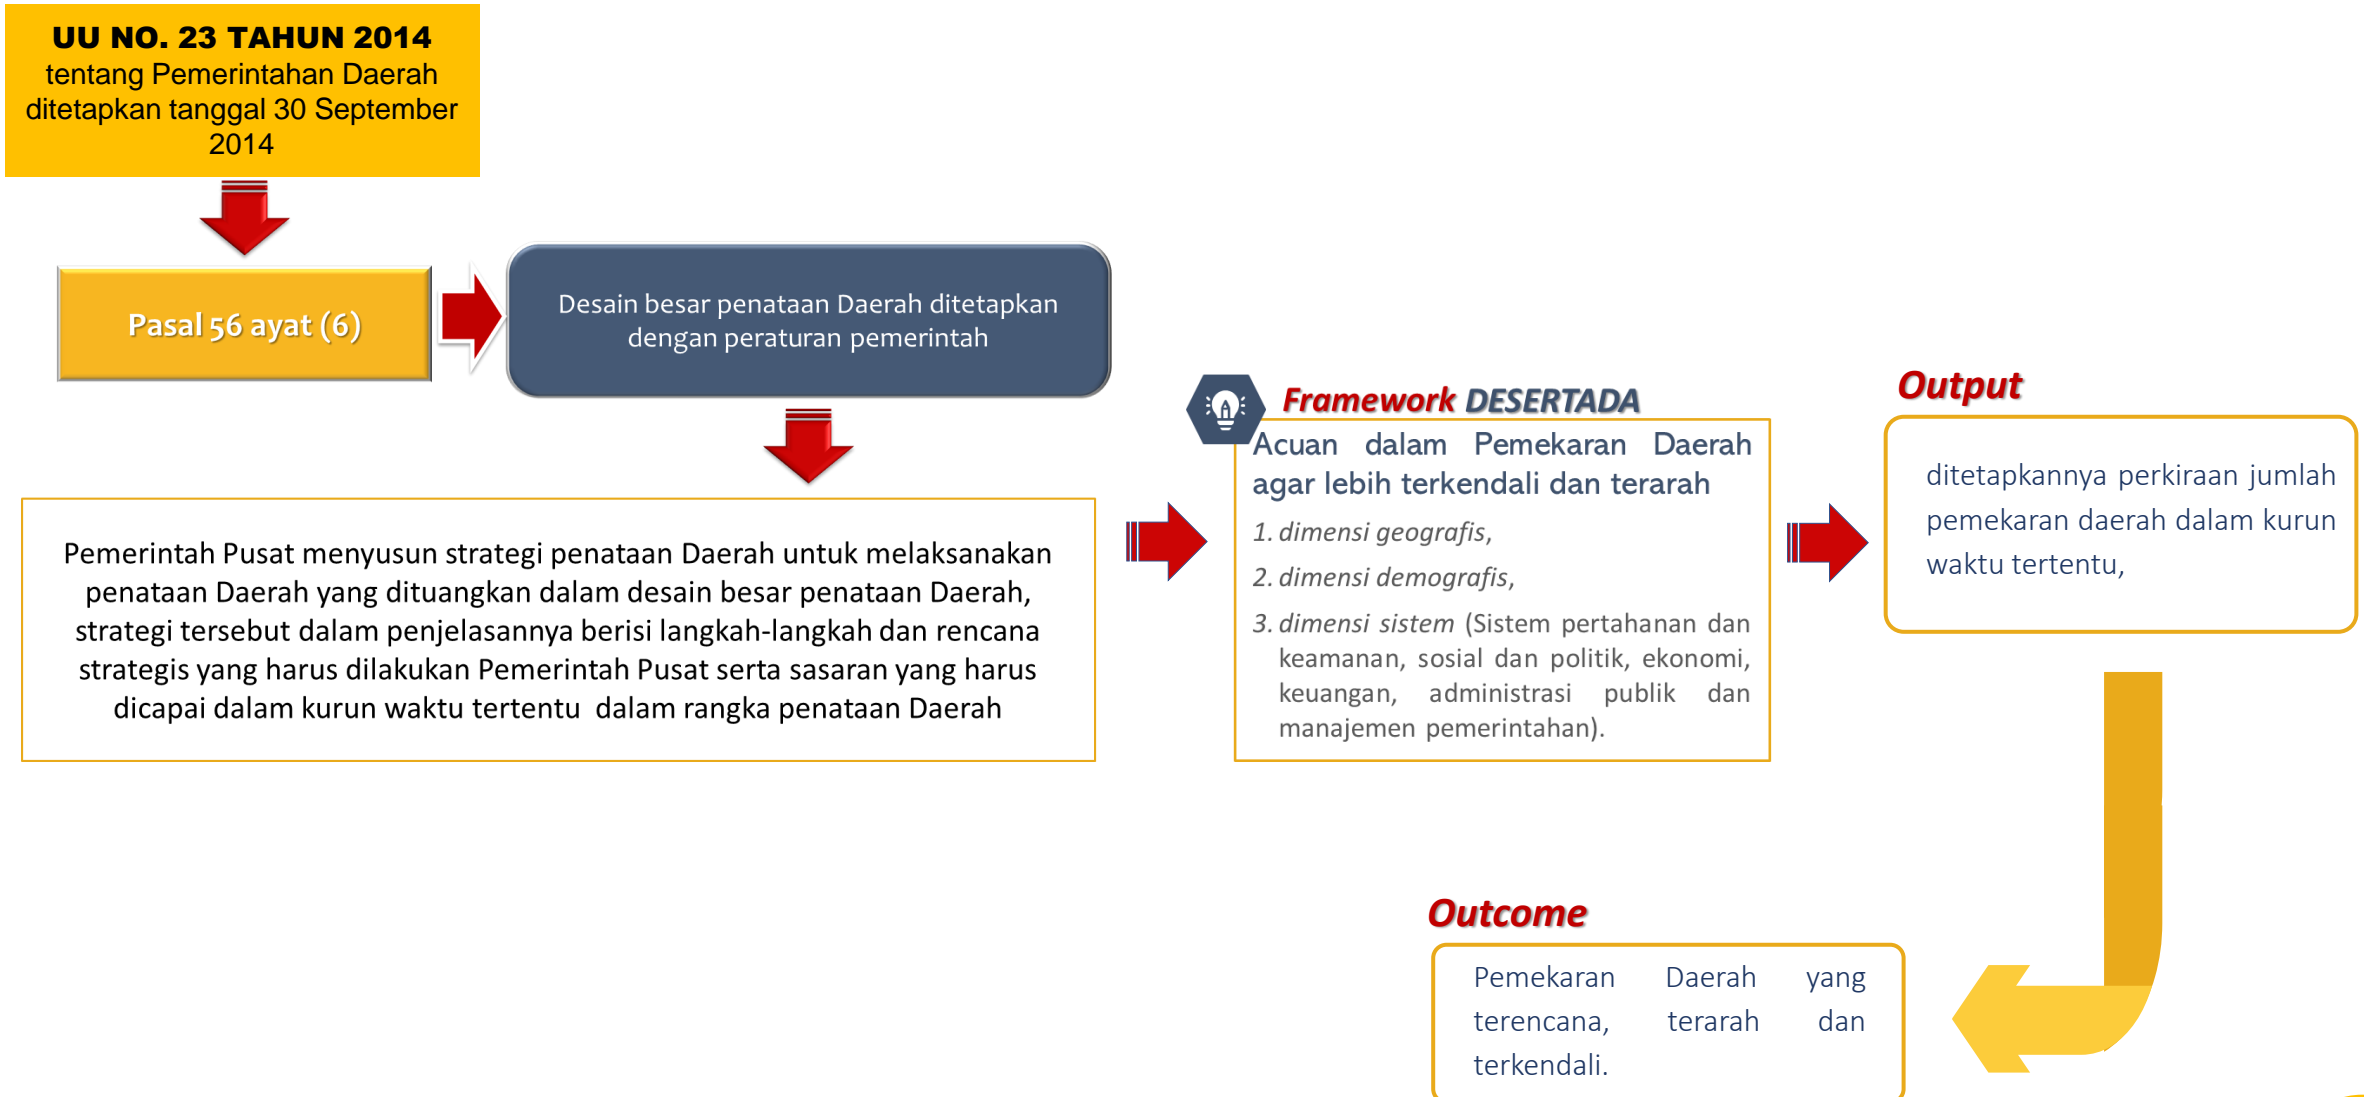 UU NO. 23 TAHUN 2014
tentang Pemerintahan Daerah
ditetapkan tanggal 30 September
2014
Pasal 56 ayat (6)
Desain besar penataan Daerah ditetapkan
dengan peraturan pemerintah
Pemerintah Pusat menyusun strategi penataan Daerah untuk melaksanakan
penataan Daerah yang dituangkan dalam desain besar penataan Daerah,
strategi tersebut dalam penjelasannya berisi langkah-langkah dan rencana
strategis yang harus dilakukan Pemerintah Pusat serta sasaran yang harus
dicapai dalam kurun waktu tertentu dalam rangka penataan Daerah
Framework DESERTADA
Acuan dalam Pemekaran Daerah
agar lebih terkendali dan terarah
1. dimensi geografis,
2. dimensi demografis,
3. dimensi sistem (Sistem pertahanan dan
keamanan, sosial dan politik, ekonomi,
keuangan, administrasi publik dan
manajemen pemerintahan).
Output
ditetapkannya perkiraan jumlah
pemekaran daerah dalam kurun
waktu tertentu,
Outcome
Pemekaran Daerah yang
terencana, terarah dan
terkendali.